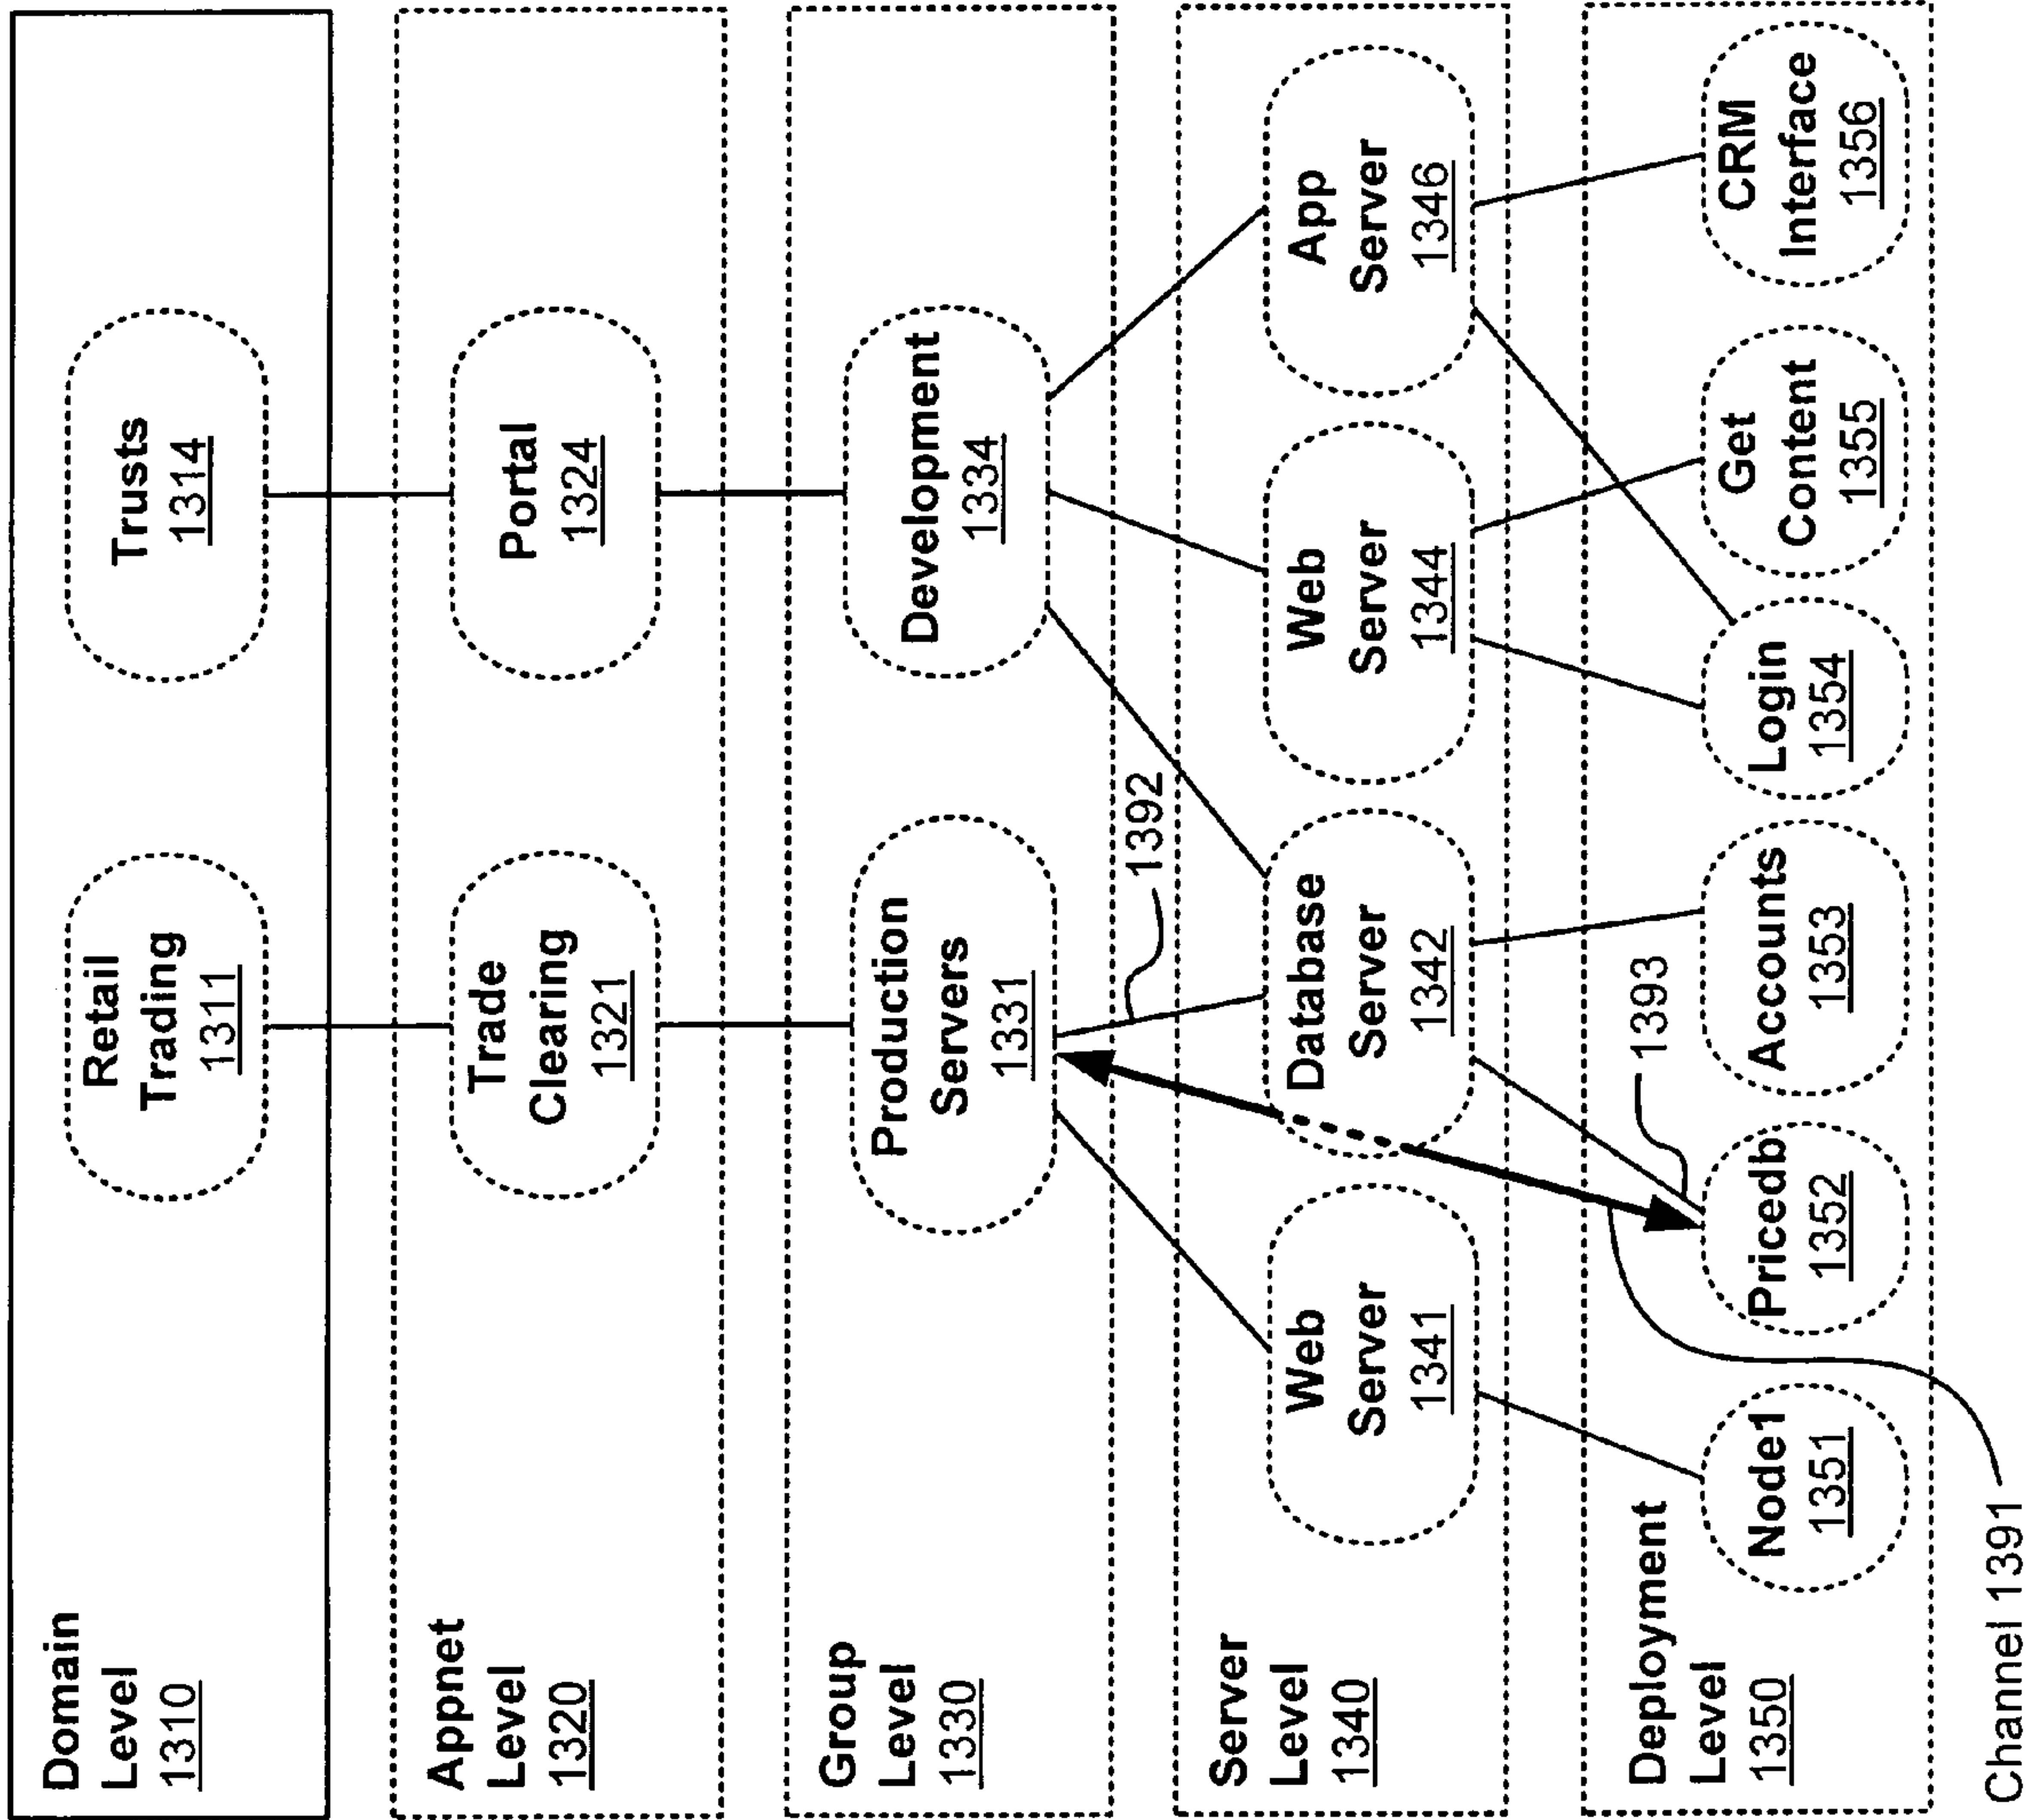 Domain
Level
1310
Retail
Trading
1311
Trusts
1314
Appnet
Level
1320
Trade
Clearing
1321
Portal
1324
Group
Level
1330
Production
Servers
1331
Development
1334
1392
Server
Level
1340
Web
Server
1341
Database
Server
1342
Web
Server
1344
App
Server
1346
1393
Deployment
Level
1350
Node1
1351
Pricedb
1352
Accounts
1353
Login
1354
Get
Content
1355
CRM
Interface
1356
Channel 1391